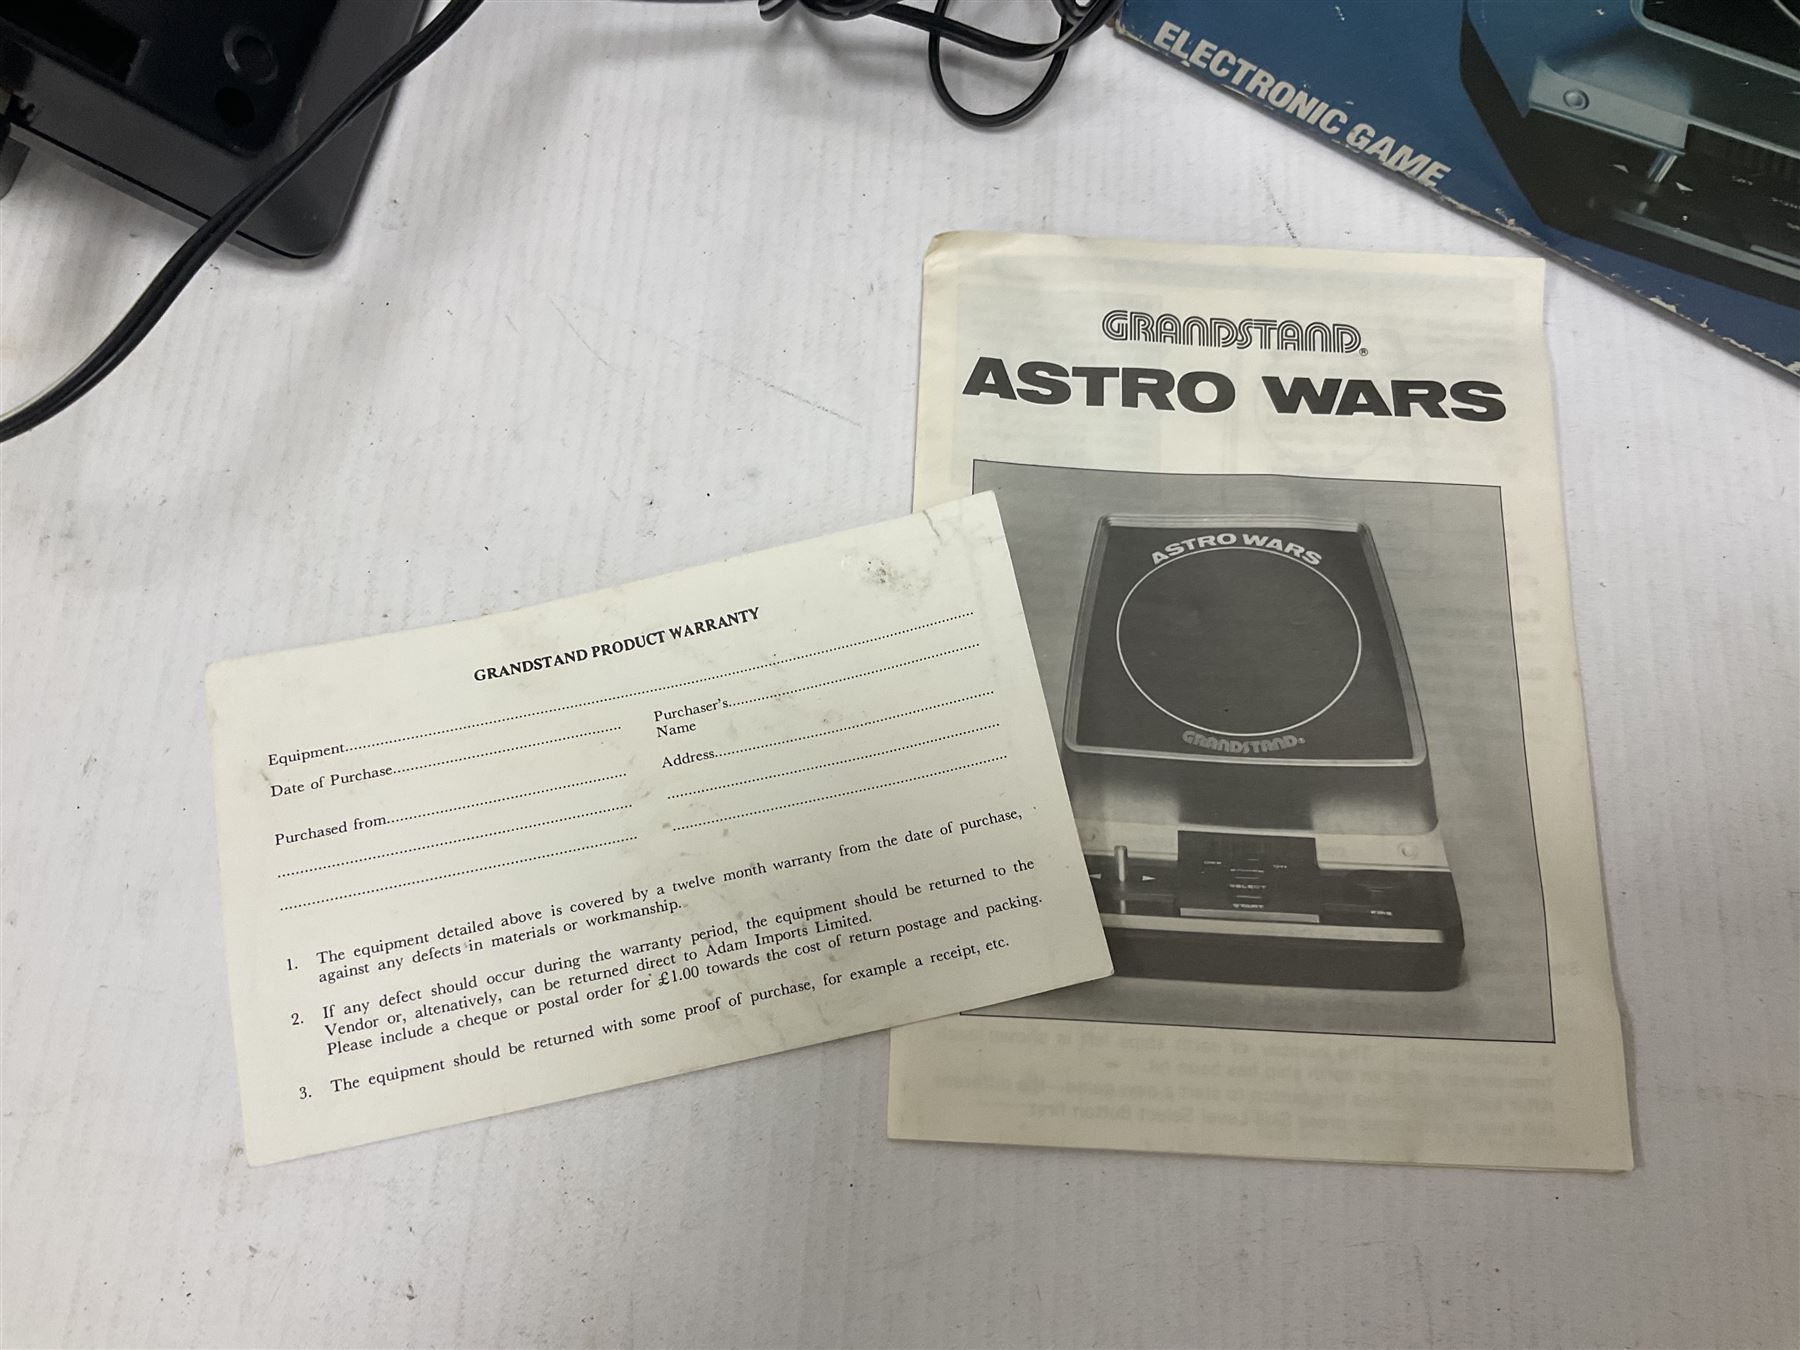 ELECTRONIC GAME
GRANDSTAND®
ASTRO WARS
ASTRO WARS
GRANDSTAND®
SELECT
START
FIRE
GRANDSTAND PRODUCT WARRANTY
Equipment
Date of Purchase
Purchaser's
Name
Purchased from
Address
1. The equipment detailed above is covered by a twelve month warranty from the date of purchase,
against any defects in materials or workmanship.
2. If any defect should occur during the warranty period, the equipment should be returned to the
Vendor or, altenatively, can be returned direct to Adam Imports Limited.
Please include a cheque or postal order for £1.00 towards the cost of return postage and packing.
3. The equipment should be returned with some proof of purchase, for example a receipt, etc.